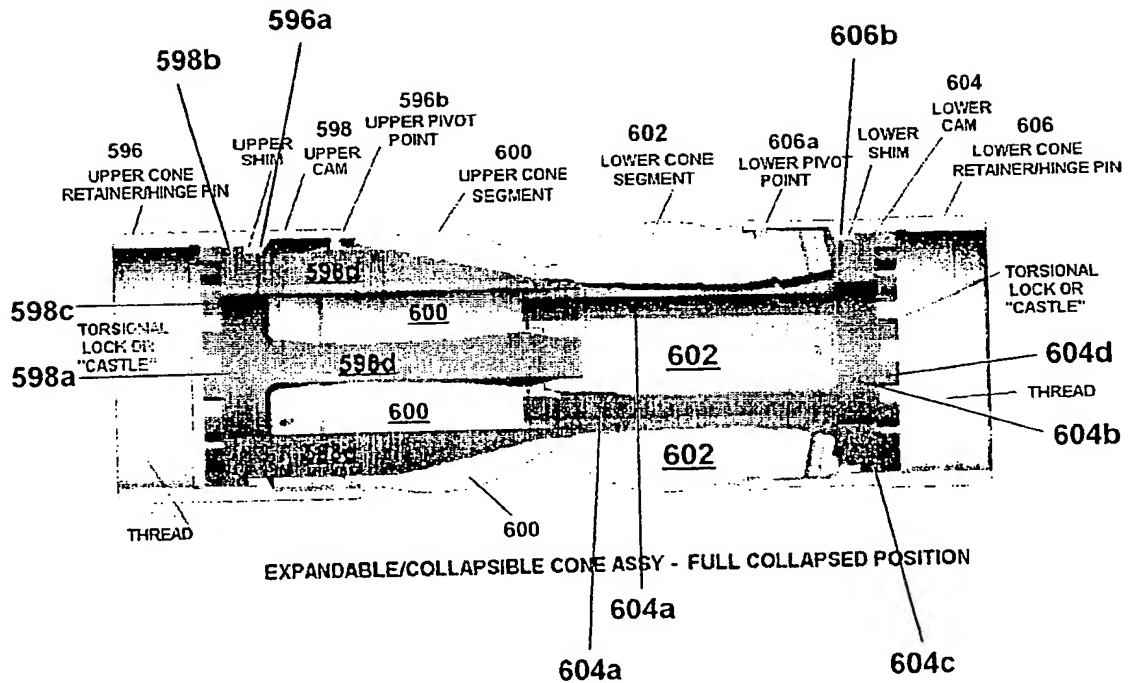 596a
606b
598b
596b
UPPER PIVOT
POINT
604
LOWER
CAM
598
UPPER
CAM
602
LOWER CONE
SEGMENT
606a
LOWER PIVOT
POINT
LOWER
SHIM
606
LOWER CONE
RETAINER/HINGE PIN
596
UPPER CONE
RETAINER/HINGE PIN
UPPER
SHIM
600
UPPER CONE
SEGMENT
598d
TORSIONAL
LOCK OR
"CASTLE"
598c
600
TORSIONAL
LOCK OR
"CASTLE"
598d
602
604d
598a
THREAD
600
604b
598d
602
THREAD
600
EXPANDABLE/COLLAPSIBLE CONE ASSY - FULL COLLAPSED POSITION
604a
604a
604c